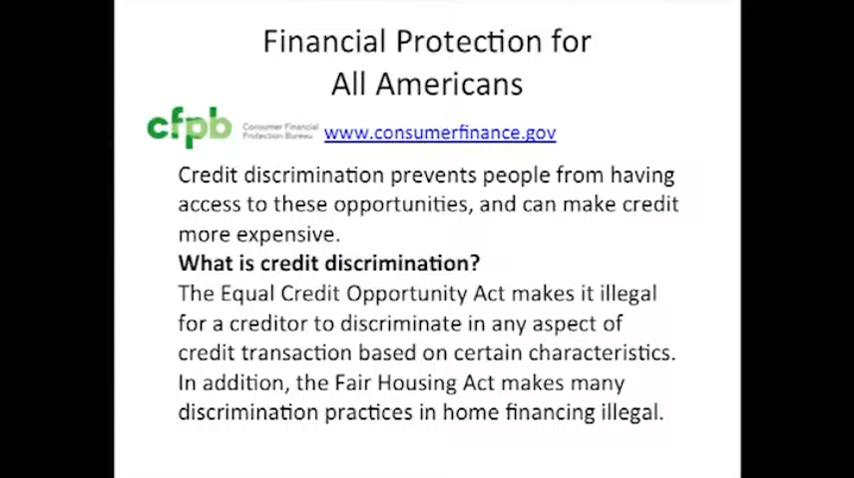 Financial Protection for
All Americans
cfpb Consumer Financial
Protection Bureau
www.consumerfinance.gov
Credit discrimination prevents people from having
access to these opportunities, and can make credit
more expensive.
What is credit discrimination?
The Equal Credit Opportunity Act makes it illegal
for a creditor to discriminate in any aspect of
credit transaction based on certain characteristics.
In addition, the Fair Housing Act makes many
discrimination practices in home financing illegal.